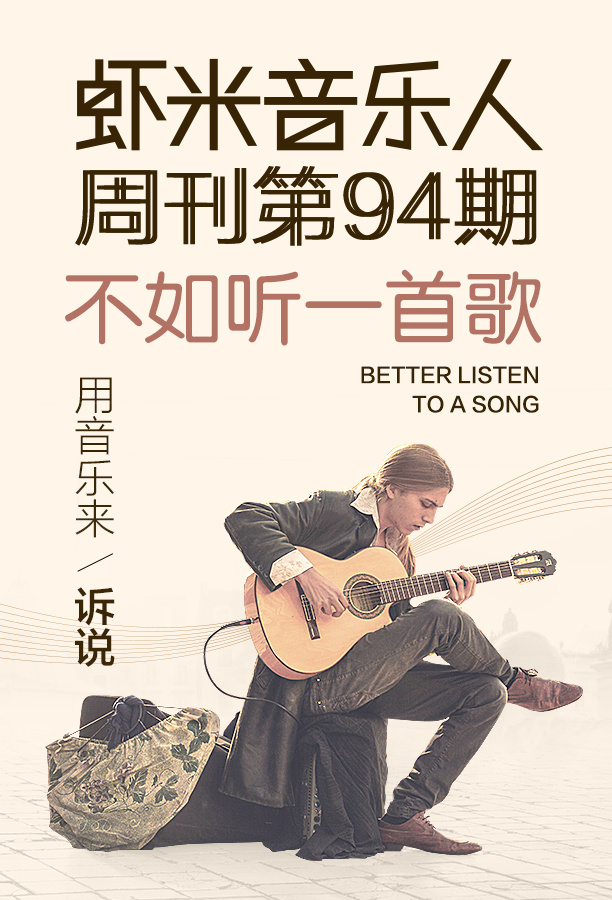 虾米音乐人
周刊第94期
不如听一首歌
BETTER LISTEN
TO A SONG
用音乐来/诉说